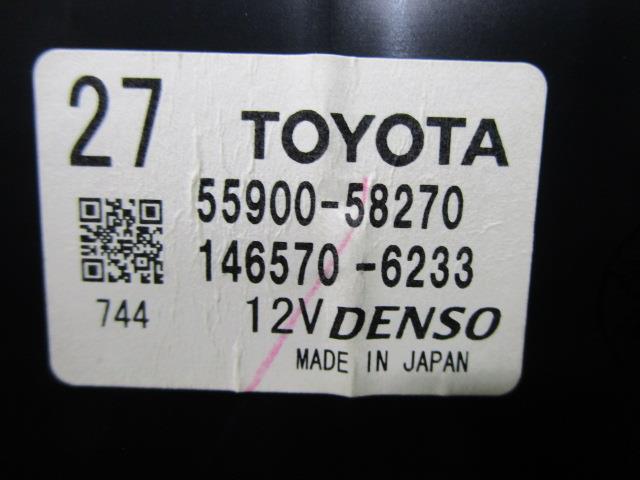 27 TOYOTA
55900-58270
146570-6233
744 12V DENSO
MADE IN JAPAN